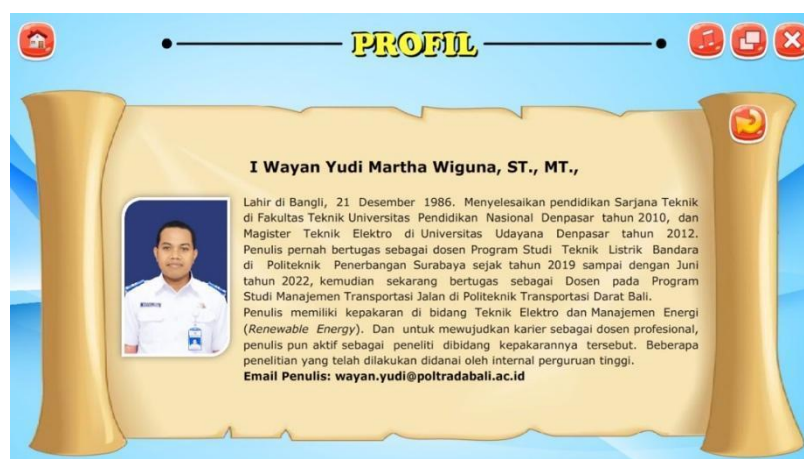 PROFIL
I Wayan Yudi Martha Wiguna, ST., MT.,
Lahir di Bangli, 21 Desember 1986. Menyelesaikan pendidikan Sarjana Teknik
di Fakultas Teknik Universitas Pendidikan Nasional Denpasar tahun 2010, dan
Magister Teknik Elektro di Universitas Udayana Denpasar tahun 2012.
Penulis pernah bertugas sebagai dosen Program Studi Teknik Listrik Bandara
di Politeknik Penerbangan Surabaya sejak tahun 2019 sampai dengan Juni
tahun 2022, kemudian sekarang bertugas sebagai Dosen pada Program
Studi Manajemen Transportasi Jalan di Politeknik Transportasi Darat Bali.
Penulis memiliki kepakaran di bidang Teknik Elektro dan Manajemen Energi
(Renewable Energy). Dan untuk mewujudkan karier sebagai dosen profesional,
penulis pun aktif sebagai peneliti dibidang kepakarannya tersebut. Beberapa
penelitian yang telah dilakukan didanai oleh internal perguruan tinggi.
Email Penulis: wayan.yudi@poltradabali.ac.id